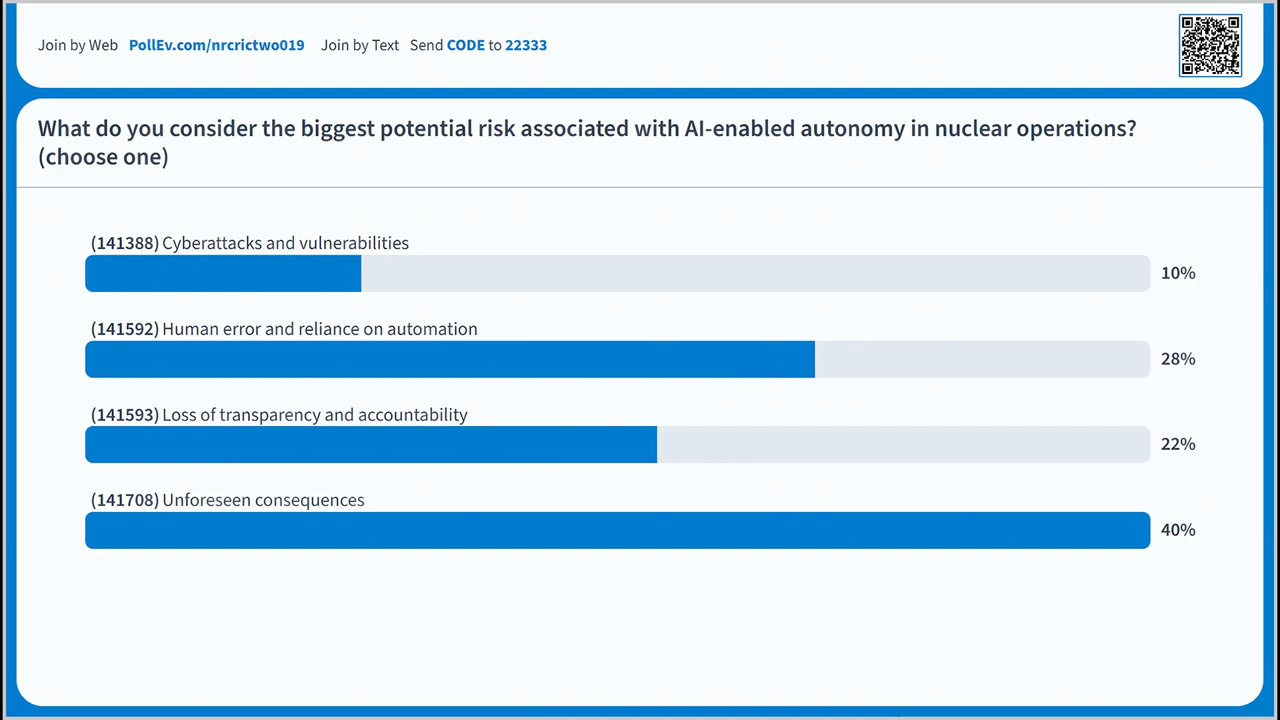 Join by Web PollEv.com/nrcrictwo019 Join by Text Send CODE to 22333
What do you consider the biggest potential risk associated with AI-enabled autonomy in nuclear operations?
(choose one)
(141388) Cyberattacks and vulnerabilities
10%
(141592) Human error and reliance on automation
28%
(141593) Loss of transparency and accountability
22%
(141708) Unforeseen consequences
40%